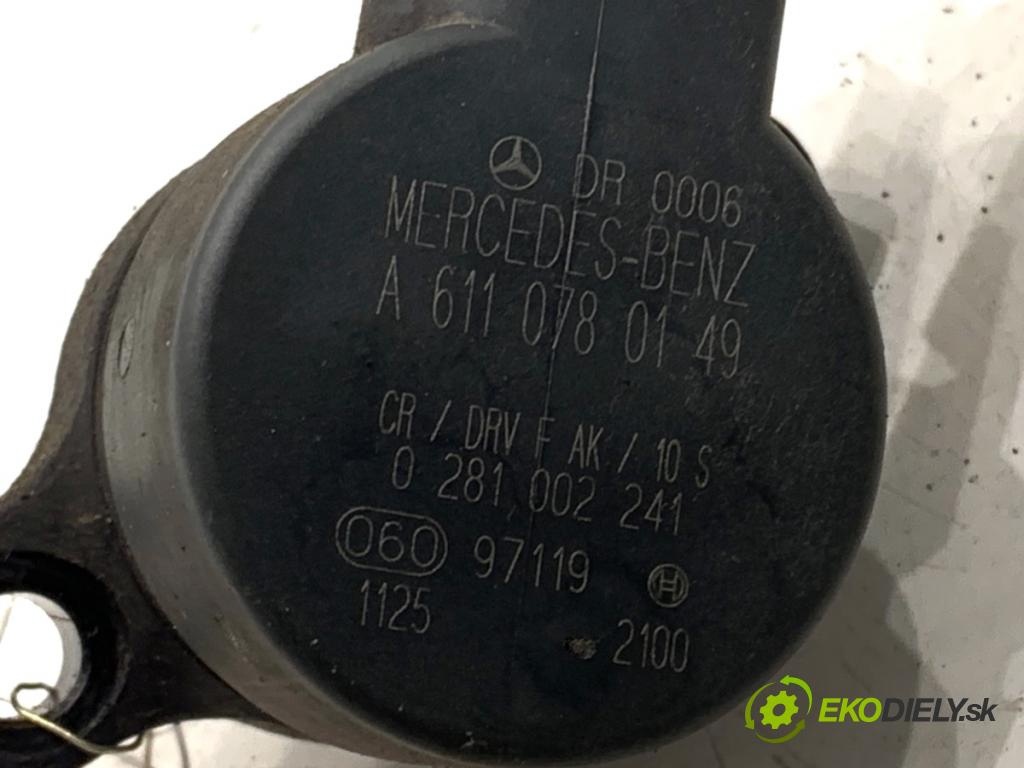 DR 0006
MERCEDES-BENZ
A 611 078 01 49
CR / DRV F AK / 10 S
0 281 002 241
060 97119
1125
2100
EKODIELY.sk